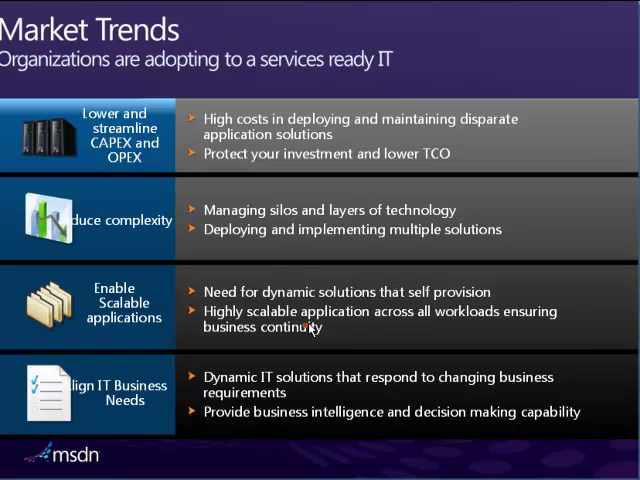 Market Trends
Organizations are adopting to a services ready IT
Lower and
streamline
CAPEX and
OPEX
High costs in deploying and maintaining disparate
application solutions
Protect your investment and lower TCO
duce complexity
Managing silos and layers of technology
Deploying and implementing multiple solutions
Enable
Scalable
applications
Need for dynamic solutions that self provision
Highly scalable application across all workloads ensuring
business continuity
lign IT Business
Needs
Dynamic IT solutions that respond to changing business
requirements
Provide business intelligence and decision making capability
msdn